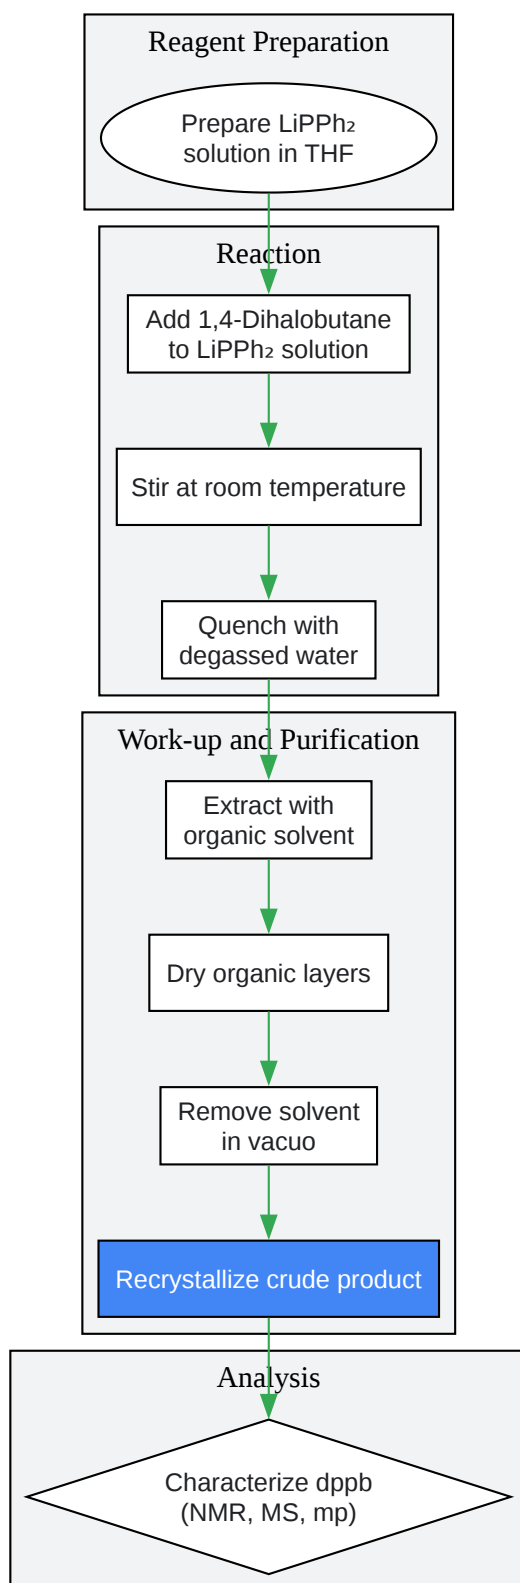 Reagent Preparation
Prepare LiPPh₂
solution in THF
Reaction
Add 1,4-Dihalobutane
to LiPPh₂ solution
Stir at room temperature
Quench with
degassed water
Work-up and Purification
Extract with
organic solvent
Dry organic layers
Remove solvent
in vacuo
Recrystallize crude product
Analysis
Characterize dppb
(NMR, MS, mp)